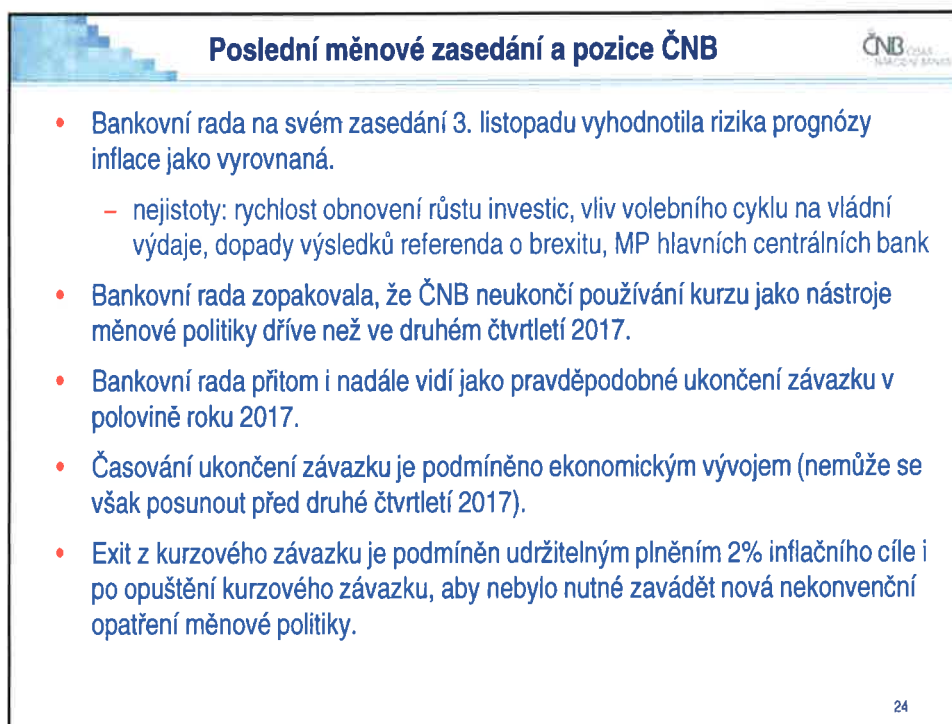 Poslední měnové zasedání a pozice ČNB
ČNB ČESKÁ
NÁRODNÍ BANKA
• Bankovní rada na svém zasedání 3. listopadu vyhodnotila rizika prognózy
inflace jako vyrovnaná.
– nejistoty: rychlost obnovení růstu investic, vliv volebního cyklu na vládní
výdaje, dopady výsledků referenda o brexitu, MP hlavních centrálních bank
• Bankovní rada zopakovala, že ČNB neukončí používání kurzu jako nástroje
měnové politiky dříve než ve druhém čtvrtletí 2017.
• Bankovní rada přitom i nadále vidí jako pravděpodobné ukončení závazku v
polovině roku 2017.
• Časování ukončení závazku je podmíněno ekonomickým vývojem (nemůže se
však posunout před druhé čtvrtletí 2017).
• Exit z kurzového závazku je podmíněn udržitelným plněním 2% inflačního cíle i
po opuštění kurzového závazku, aby nebylo nutné zavádět nová nekonvenční
opatření měnové politiky.
24